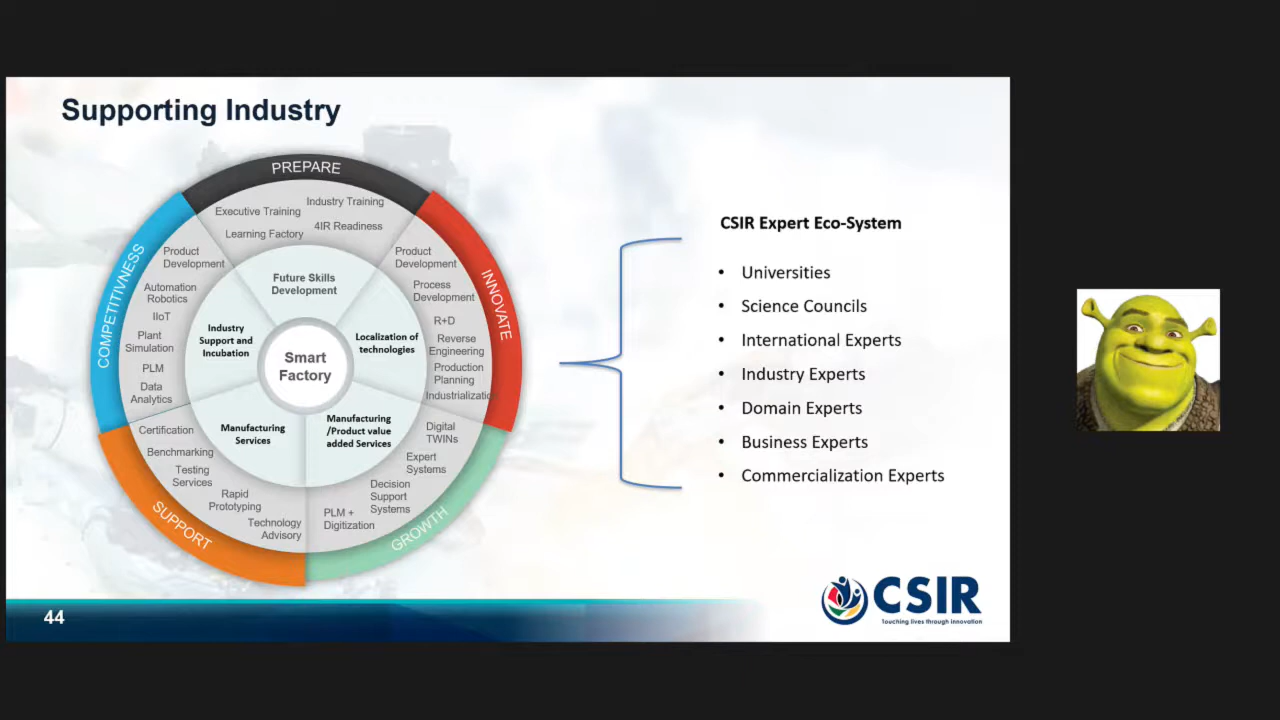 Supporting Industry
PREPARE
Executive Training
Industry Training
Learning Factory
4IR Readiness
Future Skills
Development
INNOVATE
Product
Development
Process
Development
R+D
Reverse
Engineering
Production
Planning
Industrializatio
Localization of
technologies
GROWTH
Digital
TWINs
Expert
Systems
Decision
Support
Systems
PLM +
Digitization
Manufacturing
/Product value
added Services
SUPPORT
Certification
Benchmarking
Testing
Services
Rapid
Prototyping
Technology
Advisory
Manufacturing
Services
COMPETITIVNESS
Product
Development
Automation
Robotics
IIoT
Plant
Simulation
PLM
Data
Analytics
Industry
Support and
Incubation
Smart
Factory
CSIR Expert Eco-System
• Universities
• Science Councils
• International Experts
• Industry Experts
• Domain Experts
• Business Experts
• Commercialization Experts
44
CSIR
Touching lives through innovation